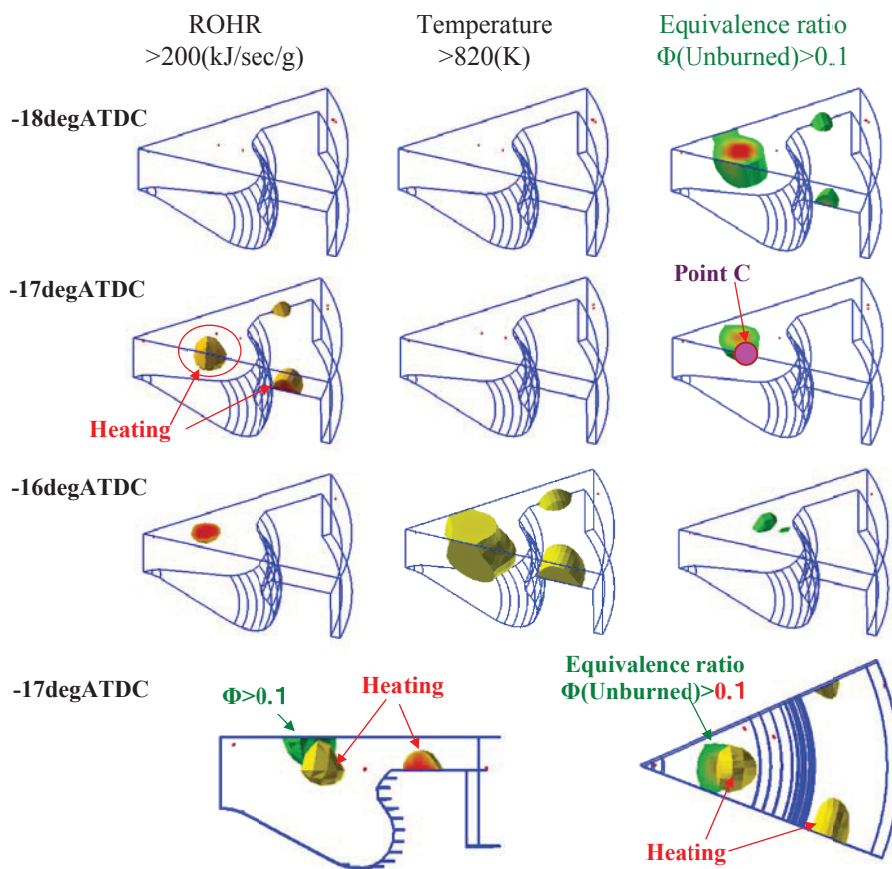 ROHR
>200(kJ/sec/g)
Temperature
>820(K)
Equivalence ratio
Φ(Unburned)>0.1
-18degATDC
-17degATDC
Point C
Heating
-16degATDC
-17degATDC
Φ>0.1
Heating
Equivalence ratio
Φ(Unburned)>0.1
Heating